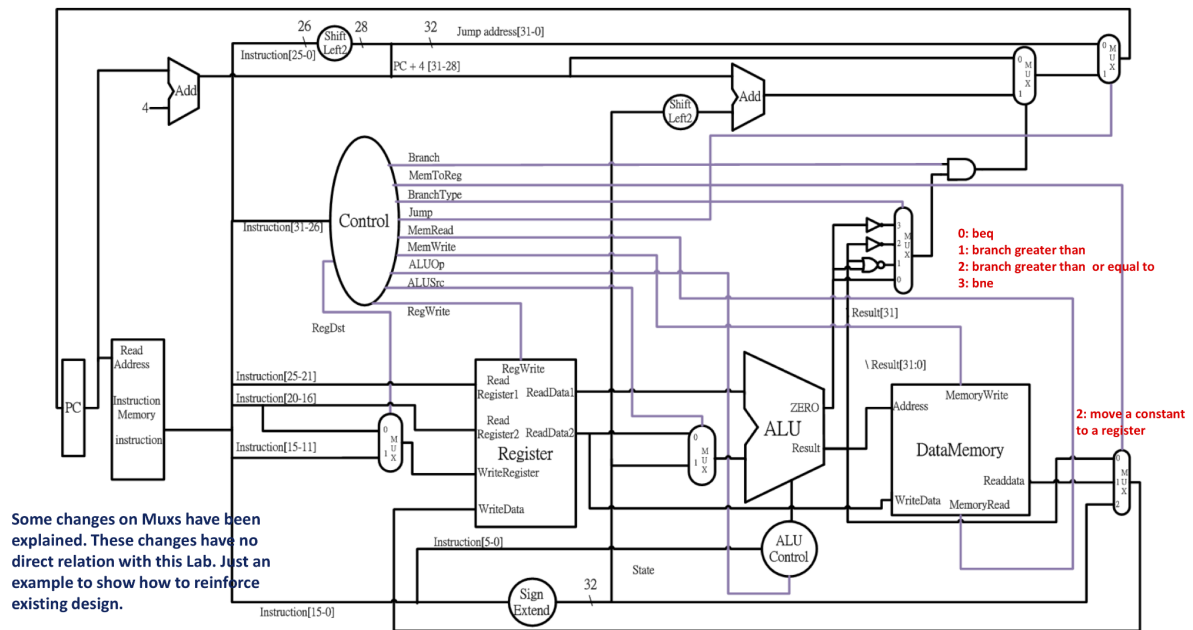 26
28
32
Shift
Left2
Jump address[31-0]
Instruction[25-0]
PC + 4 [31-28]
0
M
U
X
1
0
M
U
X
1
Add
4
Add
Shift
Left2
Branch
MemToReg
BranchType
Jump
MemRead
MemWrite
ALUOp
ALUSrc
RegWrite
RegDst
Control
Instruction[31-26]
3
M
2
U
X
1
0
0: beq
1: branch greater than
2: branch greater than or equal to
3: bne
Result[31]
\ Result[31:0]
PC
Read
Address
Instruction
Memory
instruction
Instruction[25-21]
Instruction[20-16]
Instruction[15-11]
0
M
U
1 X
RegWrite
Read
Register1
ReadData1
Read
Register2
ReadData2
Register
WriteRegister
WriteData
0
M
U
1
X
ZERO
ALU
Result
MemoryWrite
Address
DataMemory
Readdata
WriteData
MemoryRead
2: move a constant
to a register
0
M
1
U
X
2
Some changes on Muxs have been
explained. These changes have no
direct relation with this Lab. Just an
example to show how to reinforce
existing design.
Instruction[5-0]
ALU
Control
State
32
Sign
Extend
Instruction[15-0]